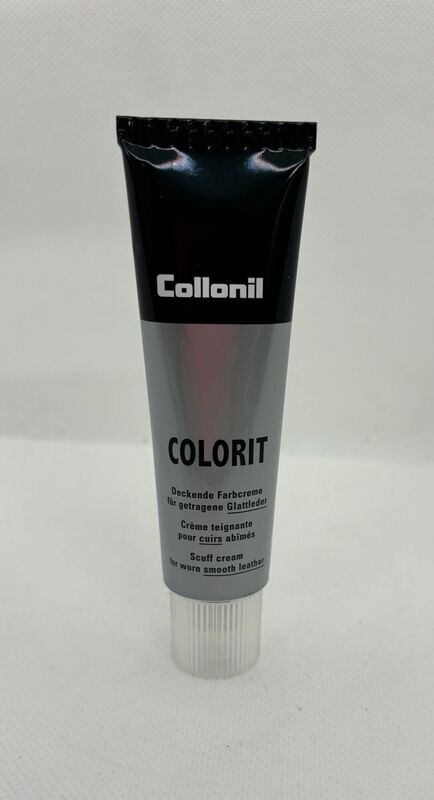 Collonil
COLORIT
Deckende Farbcreme
für getragene Glattleder
Crème teignante
pour cuirs abîmés
Scuff cream
for worn smooth leather